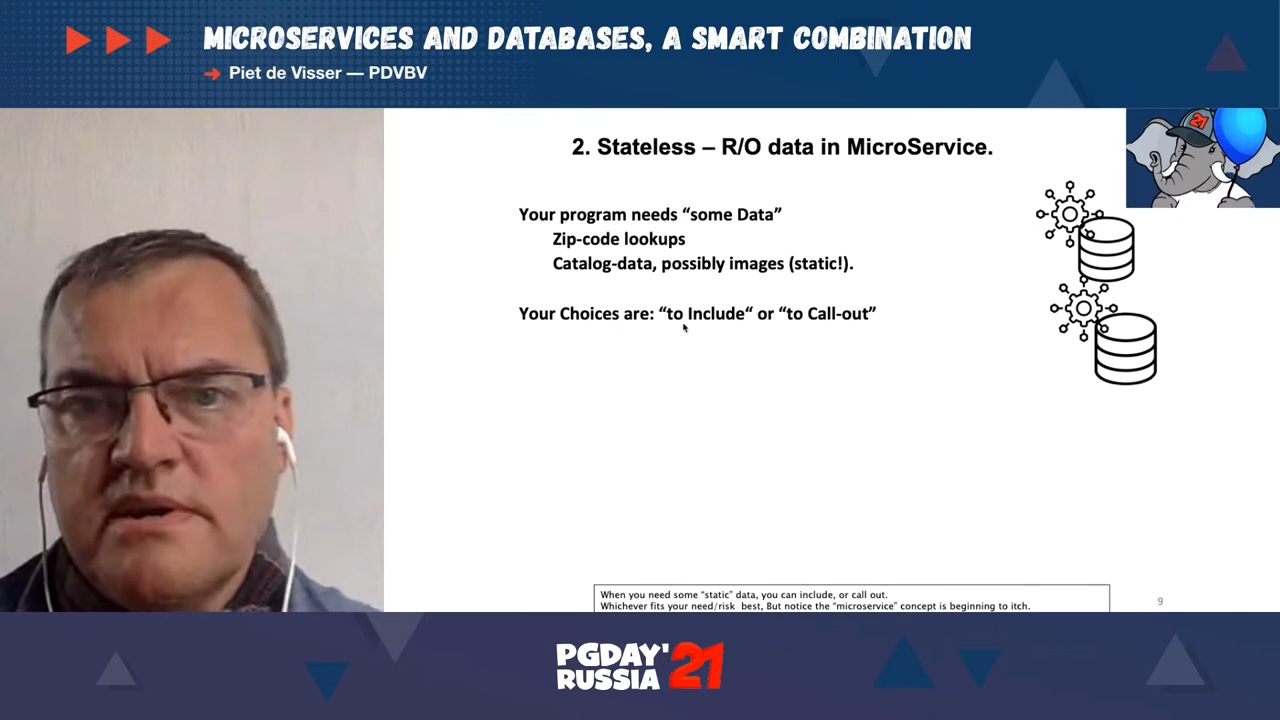 MICROSERVICES AND DATABASES, A SMART COMBINATION
Piet de Visser — PDVBV
21
2. Stateless – R/O data in MicroService.
Your program needs “some Data”
Zip-code lookups
Catalog-data, possibly images (static!).
Your Choices are: “to Include“ or “to Call-out”
When you need some “static” data, you can include, or call out.
Whichever fits your need/risk best, But notice the “microservice” concept is beginning to itch.
9
PGDAY'21
RUSSIA